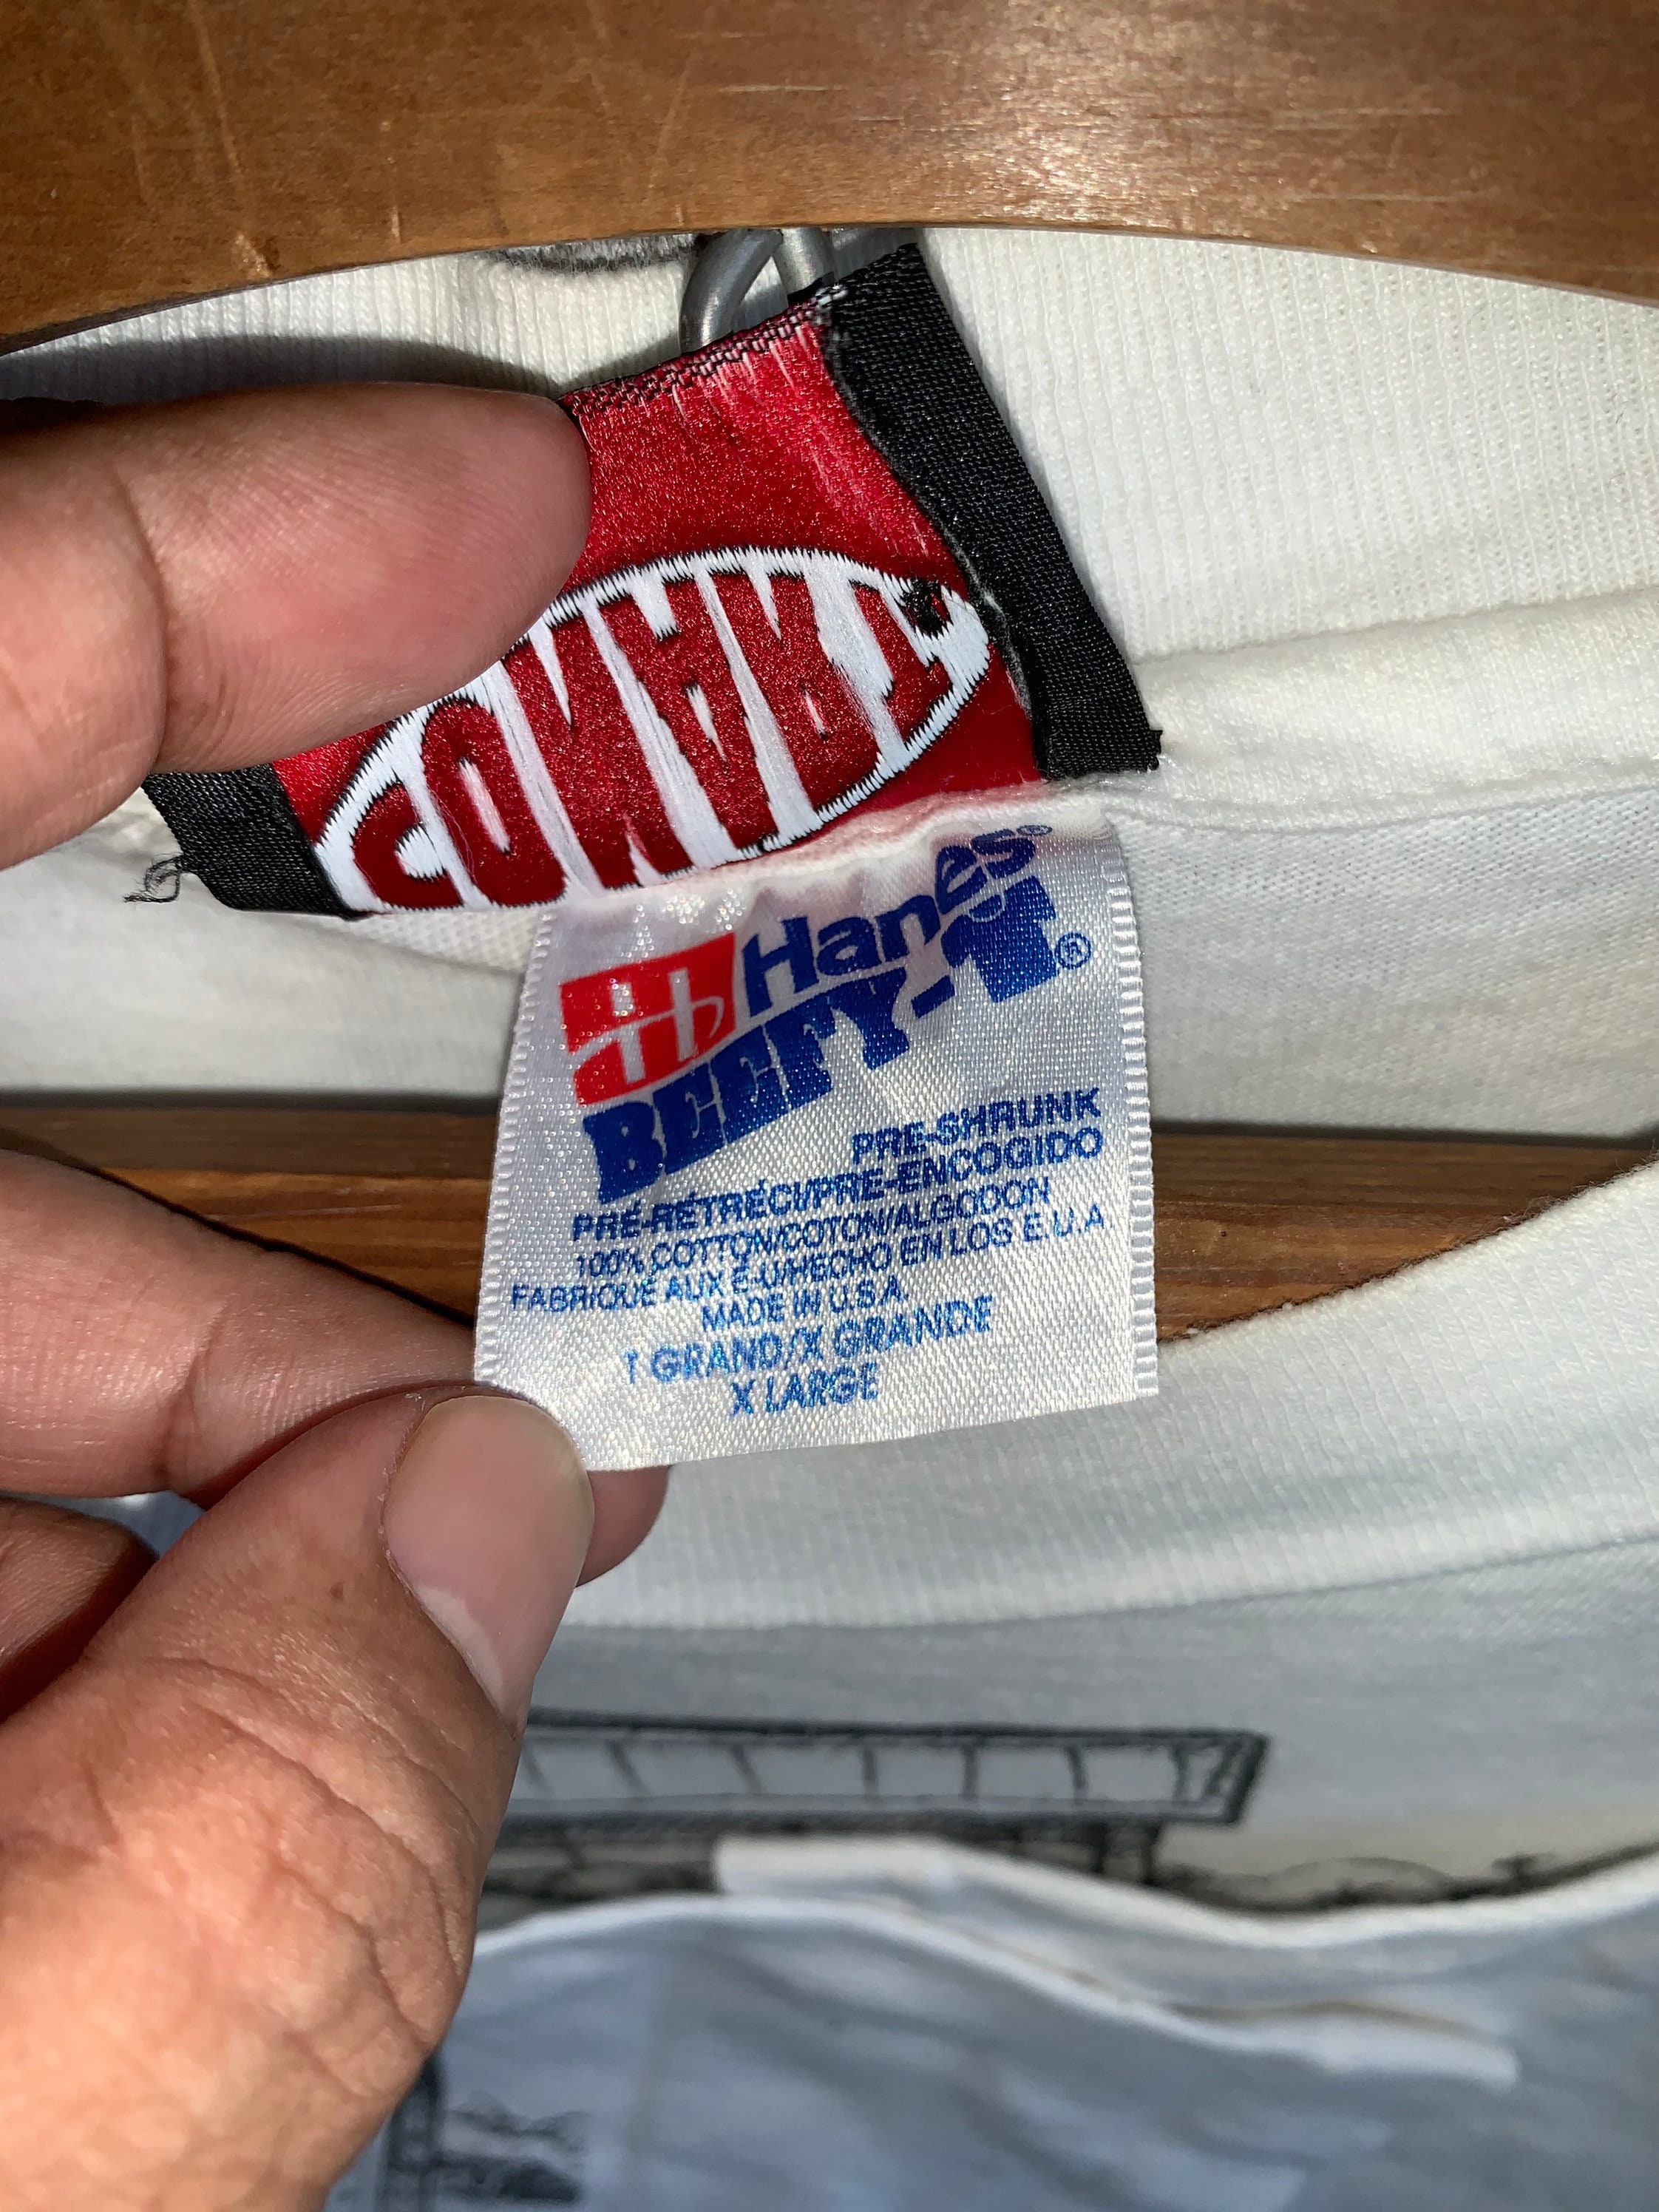 Hb Hanes®
BEEFY-T®
PRE-SHRUNK
PRÉ-RÉTRÉCI/PRE-ENCOGIDO
100% COTTON/COTON/ALGODON
FABRIQUÉ AUX É-U/HECHO EN LOS E.U.A
MADE IN U.S.A
T GRAND/X GRANDE
X LARGE